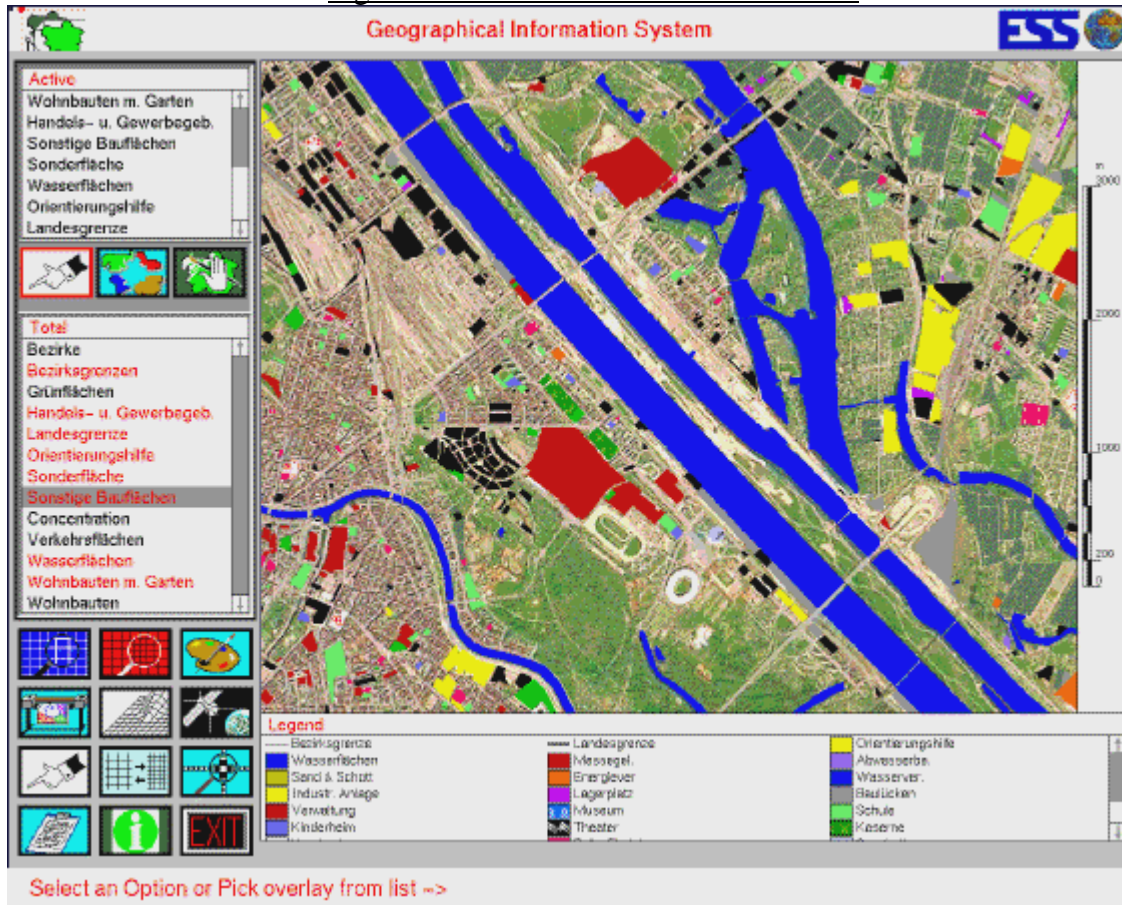 Geographical Information System
ESS
Active
Wohnbauten m. Garten
Handels- u. Gewerbegeb.
Sonstige Bauflächen
Sonderfläche
Wasserflächen
Orientierungshilfe
Landesgrenze
Total
Bezirke
Bezirksgrenzen
Grünflächen
Handels- u. Gewerbegeb.
Landesgrenze
Orientierungshilfe
Sonderfläche
Sonstige Bauflächen
Concentration
Verkehrsflächen
Wasserflächen
Wohnbauten m. Garten
Wohnbauten
m
3000
2000
1000
200
0
EXIT
Legend
Bezirksgrenze
Landesgrenze
Orientierungshilfe
Wasserflächen
Messegel.
Abwasserbe.
Sand & Schott
Energiever
Wasserver.
Industr. Anlage
Lagerplatz
Baulücken
Verwaltung
Museum
Schule
Kinderheim
Theater
Kaserne
Select an Option or Pick overlay from list ->